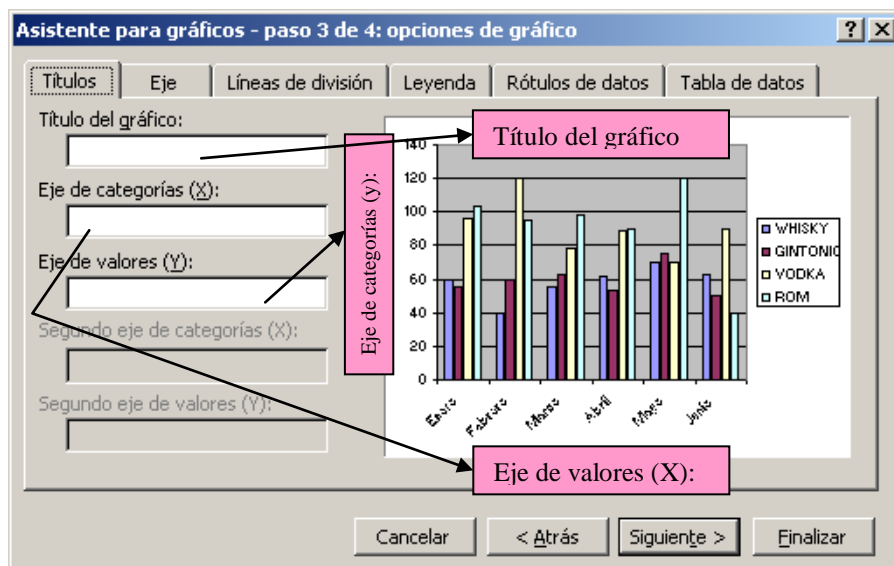 Asistente para gráficos - paso 3 de 4: opciones de gráfico
Títulos Eje Líneas de división Leyenda Rótulos de datos Tabla de datos
Título del gráfico:
Eje de categorías (X):
Eje de valores (Y):
Segundo eje de categorías (X):
Segundo eje de valores (Y):
Título del gráfico
Eje de categorías (y):
140
120
100
80
60
40
20
0
Enero Febrero Marzo Abril Mayo Junio
WHISKY
GINTONIC
VODKA
ROM
Eje de valores (X):
Cancelar < Atrás Siguiente > Finalizar